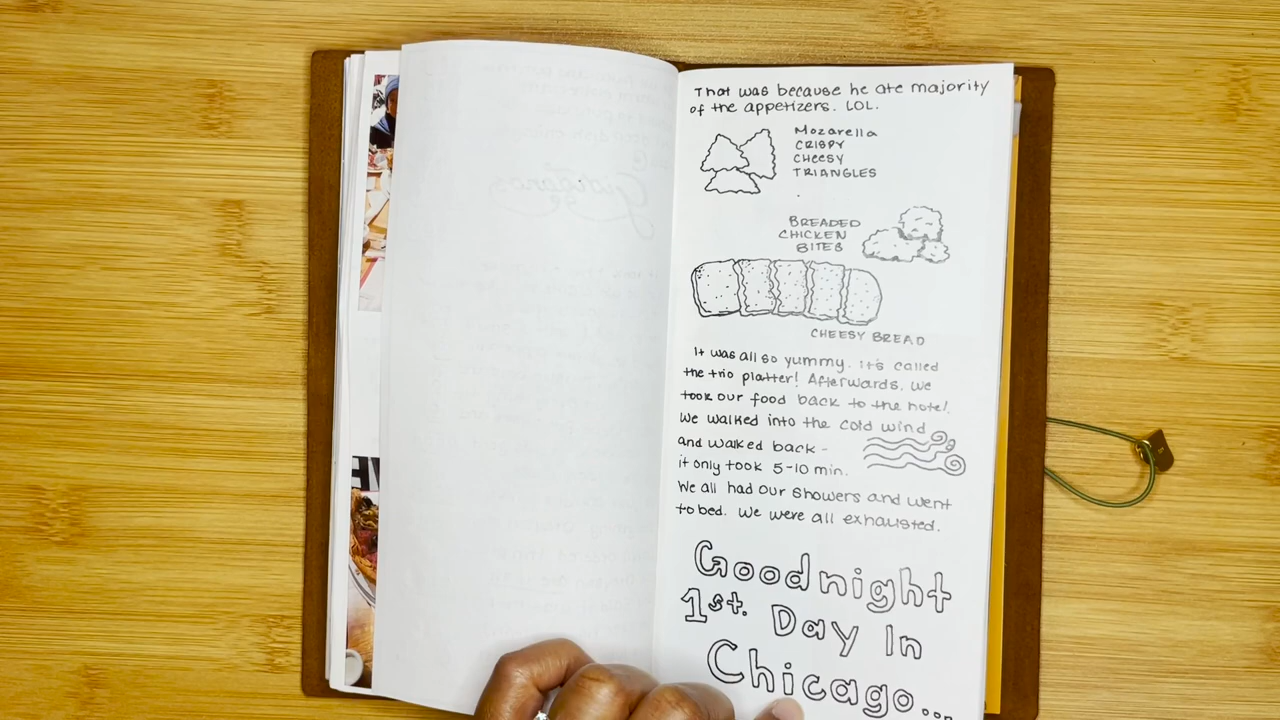 That was because he ate majority
of the appetizers. LOL.
Mozarella
CRISPY
CHEESY
TRIANGLES
BREADED
CHICKEN
BITES
CHEESY BREAD
It was all so yummy. It's called
the trio platter! Afterwards, we
took our food back to the hotel.
We walked into the cold wind
and walked back -
it only took 5-10 min.
We all had our showers and went
to bed. We were all exhausted.
Goodnight
1st. Day In
Chicago...